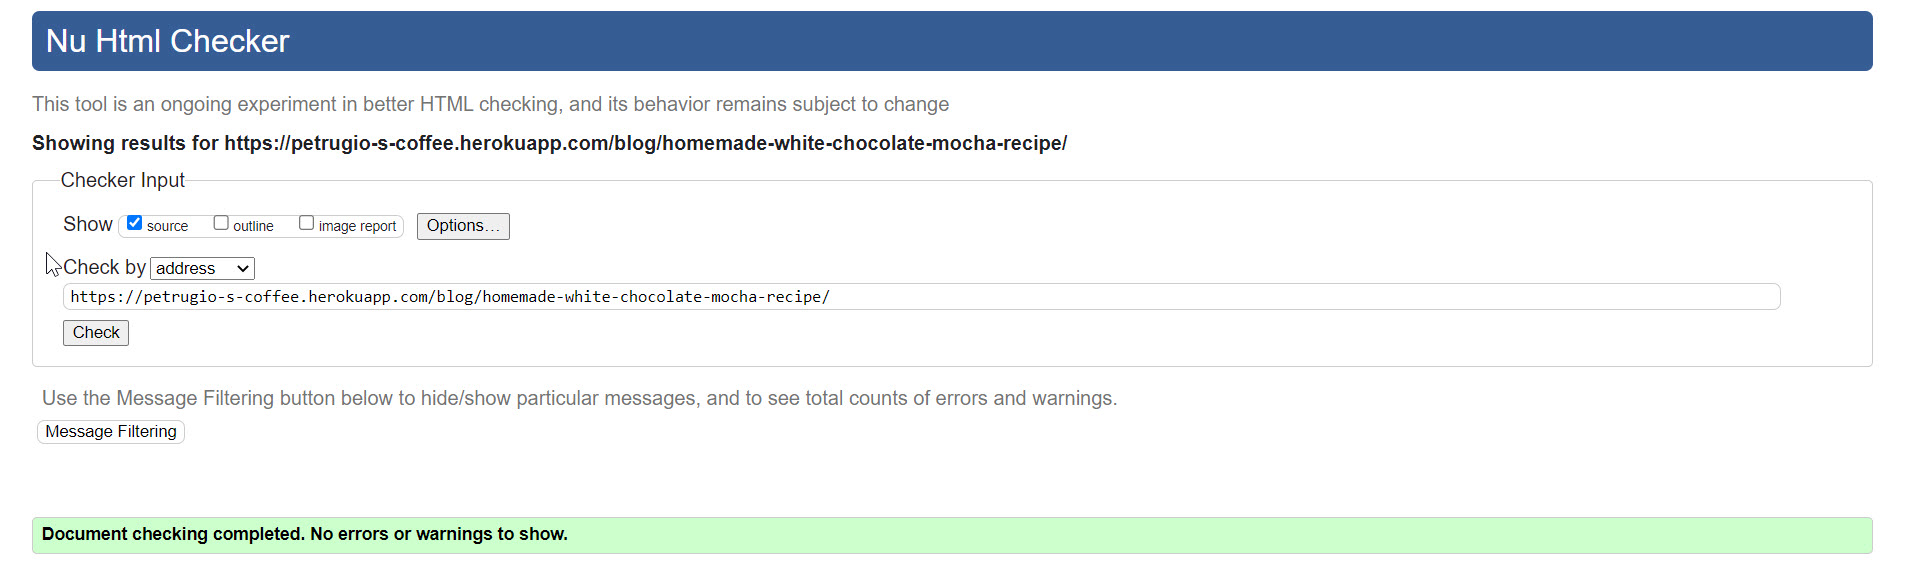 Nu Html Checker
This tool is an ongoing experiment in better HTML checking, and its behavior remains subject to change
Showing results for https://petrugio-s-coffee.herokuapp.com/blog/homemade-white-chocolate-mocha-recipe/
Checker Input
Show source outline image report Options…
Check by address
https://petrugio-s-coffee.herokuapp.com/blog/homemade-white-chocolate-mocha-recipe/
Check
Use the Message Filtering button below to hide/show particular messages, and to see total counts of errors and warnings.
Message Filtering
Document checking completed. No errors or warnings to show.